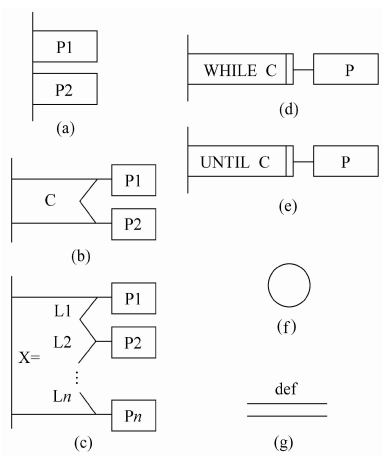 P1
P2
(a)
C
P1
P2
(b)
X=
L1
L2
⋮
Ln
P1
P2
Pn
(c)
WHILE C
P
(d)
UNTIL C
P
(e)
(f)
def
(g)